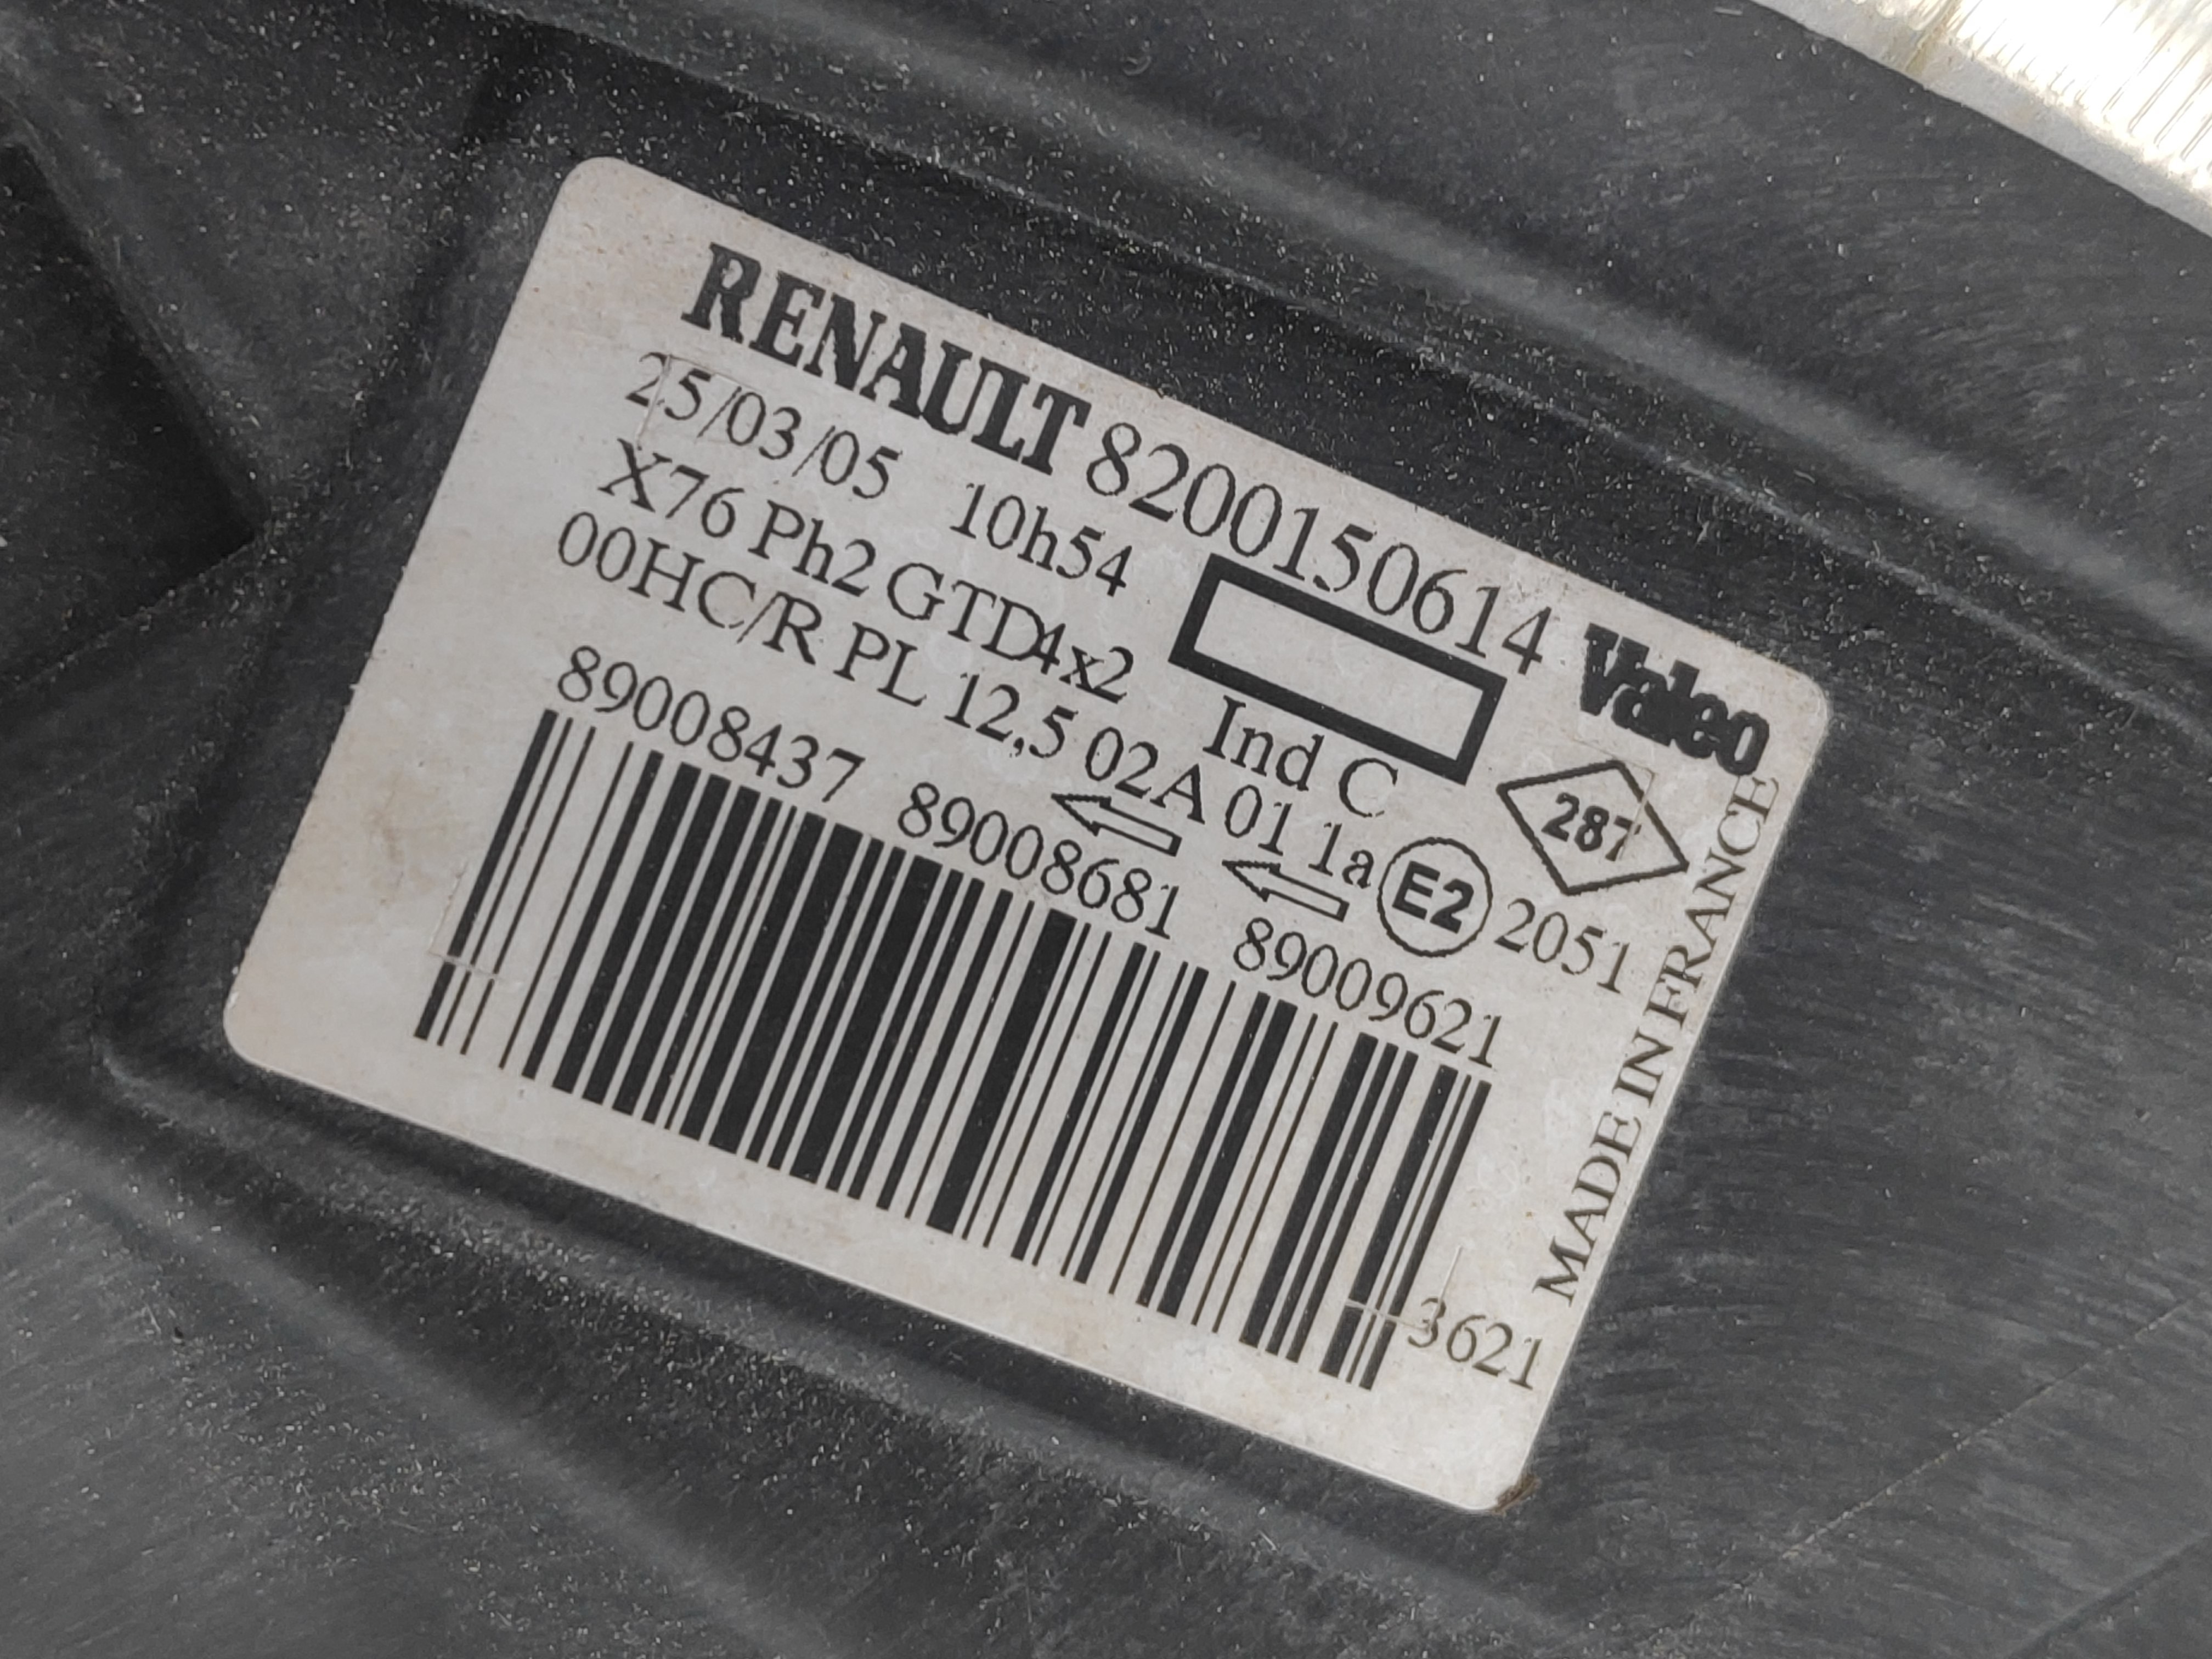 RENAULT 8200150614 Valeo
25/03/05 10h54
X76 Ph2 GTD4x2 Ind C 287
00HC/R PL 12,5 02A 01 1a E2 2051
89008437 89008681 89009621
3621
MADE IN FRANCE